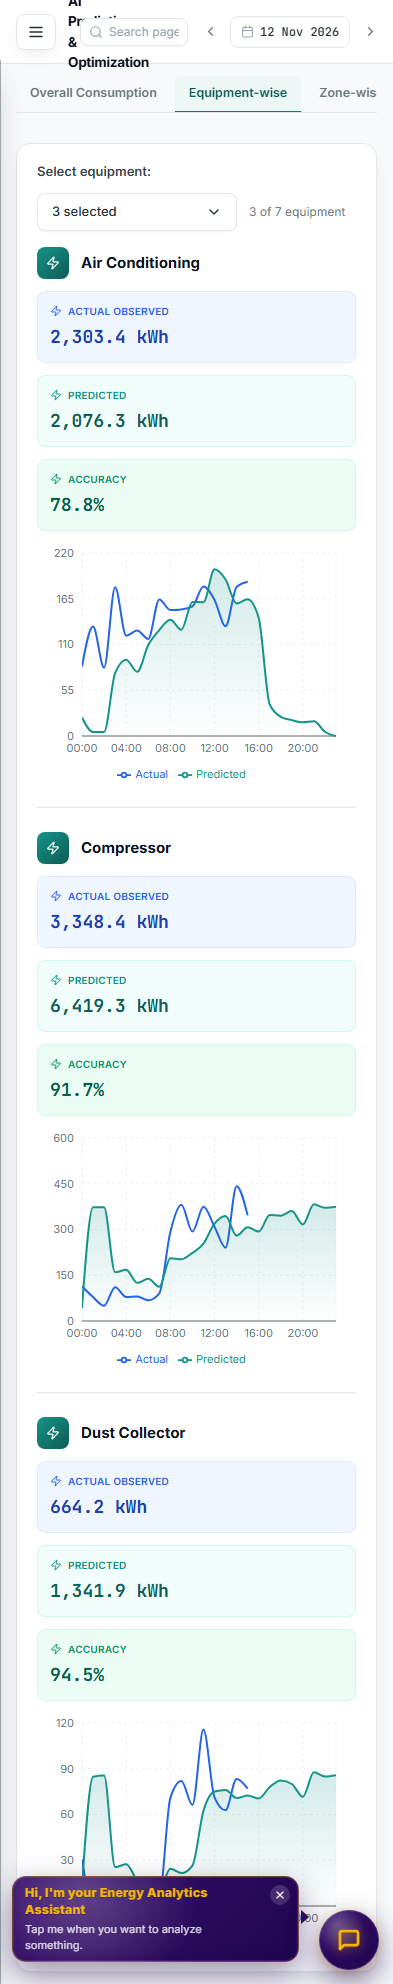 AI
&
Optimization
Search page
12 Nov 2026
Overall Consumption
Equipment-wise
Zone-wis
Select equipment:
3 selected
3 of 7 equipment
Air Conditioning
ACTUAL OBSERVED
2,303.4 kWh
PREDICTED
2,076.3 kWh
ACCURACY
78.8%
220
165
110
55
0
00:00 04:00 08:00 12:00 16:00 20:00
Actual Predicted
Compressor
ACTUAL OBSERVED
3,348.4 kWh
PREDICTED
6,419.3 kWh
ACCURACY
91.7%
600
450
300
150
0
00:00 04:00 08:00 12:00 16:00 20:00
Actual Predicted
Dust Collector
ACTUAL OBSERVED
664.2 kWh
PREDICTED
1,341.9 kWh
ACCURACY
94.5%
120
90
60
30
Hi, I'm your Energy Analytics
Assistant
Tap me when you want to analyze
something.